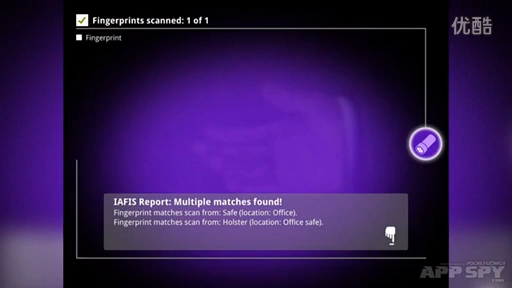 Fingerprints scanned: 1 of 1
优酷
Fingerprint
IAFIS Report: Multiple matches found!
Fingerprint matches scan from: Safe (location: Office).
Fingerprint matches scan from: Holster (location: Office safe).
APP SPY